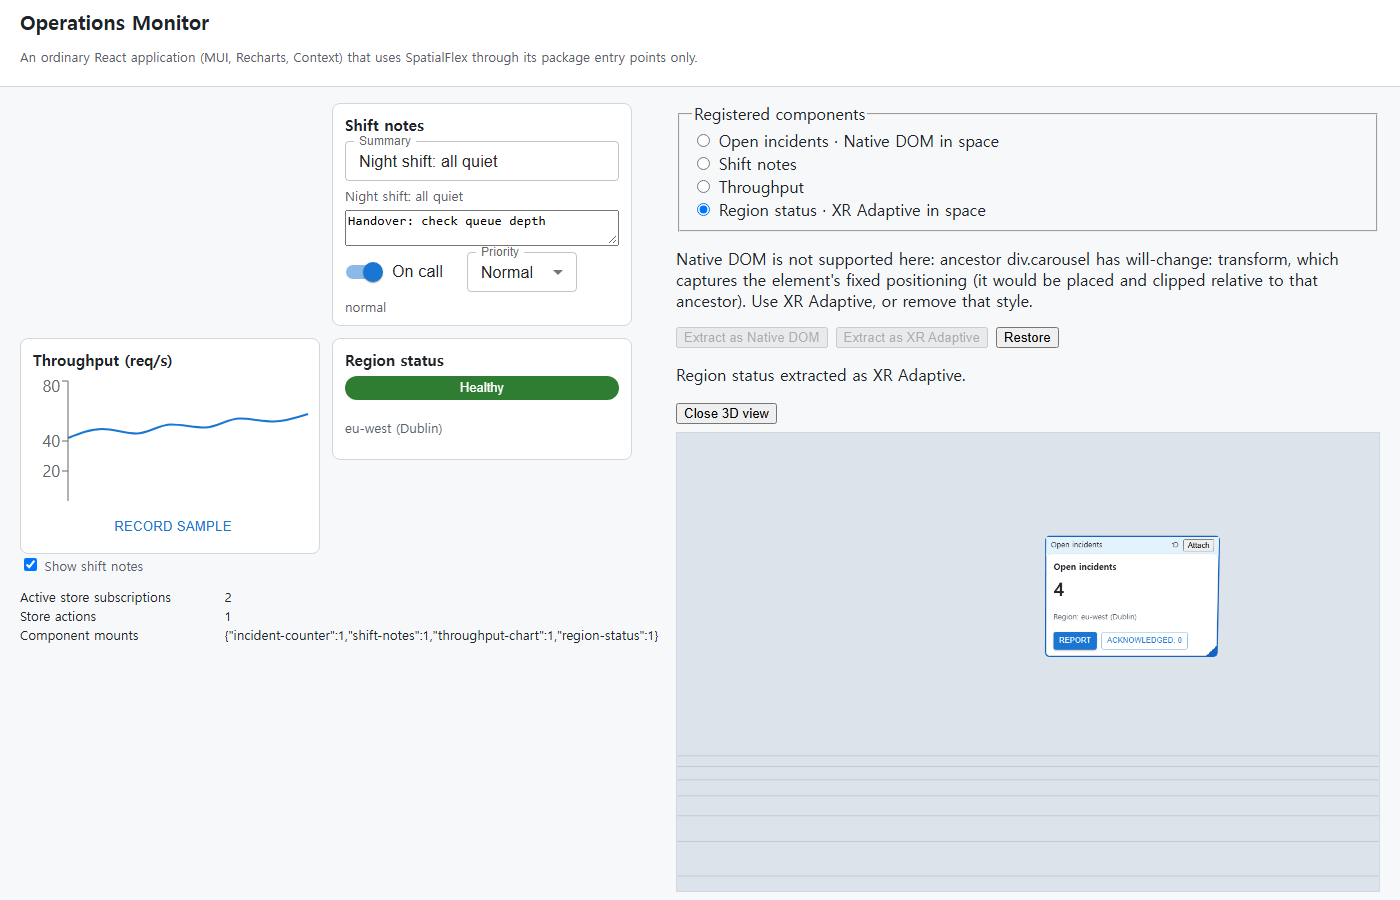 Operations Monitor
An ordinary React application (MUI, Recharts, Context) that uses SpatialFlex through its package entry points only.
Shift notes
Summary
Night shift: all quiet
Night shift: all quiet
Handover: check queue depth
On call
Priority
Normal
normal
Throughput (req/s)
80
40
20
RECORD SAMPLE
Region status
Healthy
eu-west (Dublin)
Show shift notes
Active store subscriptions 2
Store actions 1
Component mounts {"incident-counter":1,"shift-notes":1,"throughput-chart":1,"region-status":1}
Registered components
Open incidents · Native DOM in space
Shift notes
Throughput
Region status · XR Adaptive in space
Native DOM is not supported here: ancestor div.carousel has will-change: transform, which
captures the element's fixed positioning (it would be placed and clipped relative to that
ancestor). Use XR Adaptive, or remove that style.
Extract as Native DOM Extract as XR Adaptive Restore
Region status extracted as XR Adaptive.
Close 3D view
Open incidents Attach
Open incidents
4
Region: eu-west (Dublin)
REPORT ACKNOWLEDGED: 0